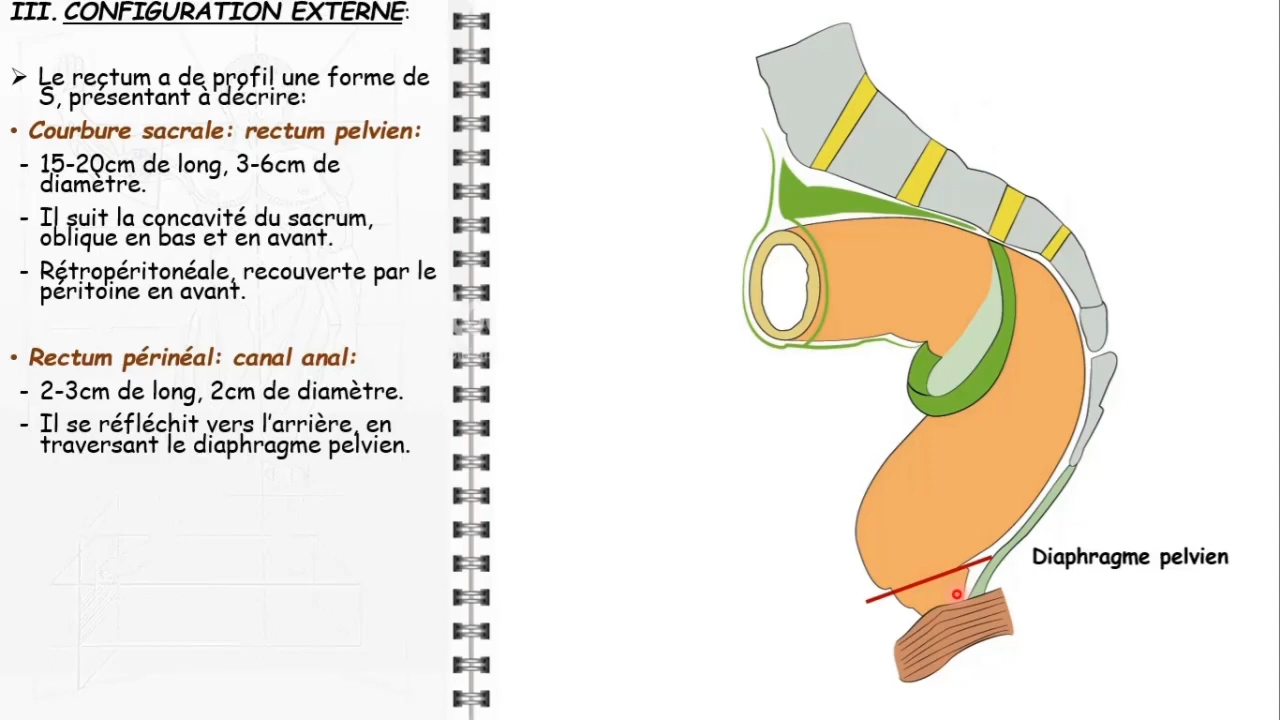 III. CONFIGURATION EXTERNE:
➢ Le rectum a de profil une forme de
S, présentant à décrire:
• Courbure sacrale: rectum pelvien:
- 15-20cm de long, 3-6cm de
diamètre.
- Il suit la concavité du sacrum,
oblique en bas et en avant.
- Rétropéritonéale, recouverte par le
péritoine en avant.
• Rectum périnéal: canal anal:
- 2-3cm de long, 2cm de diamètre.
- Il se réfléchit vers l'arrière, en
traversant le diaphragme pelvien.
Diaphragme pelvien